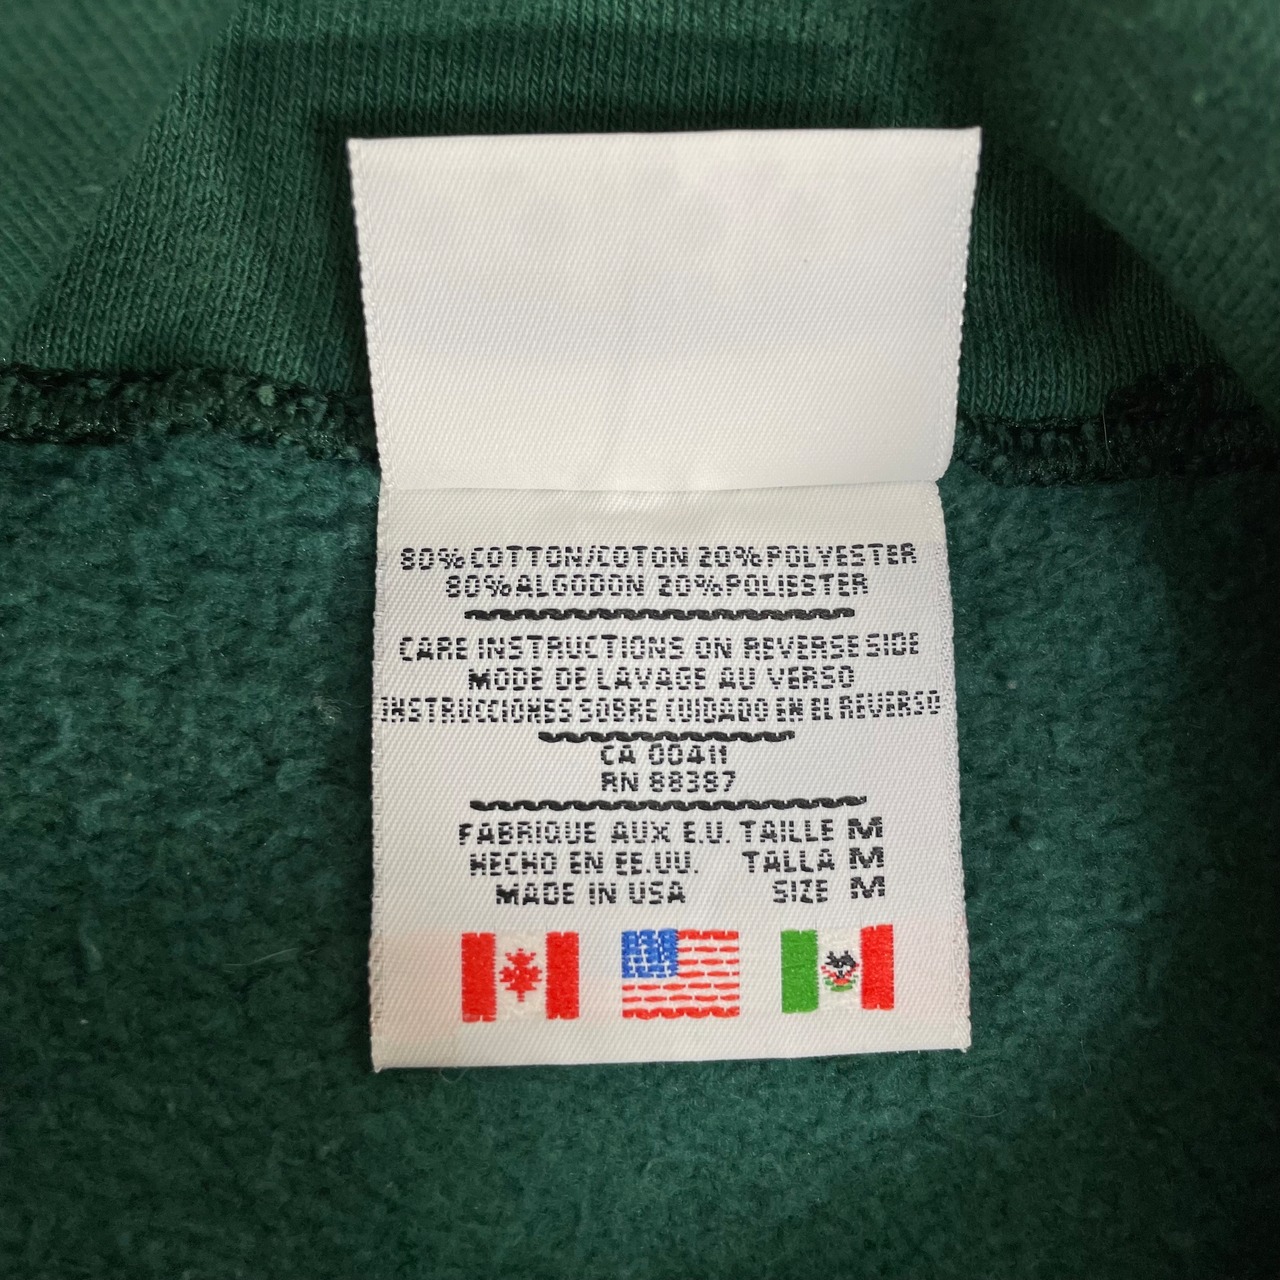 80% COTTON/COTON 20% POLYESTER
80% ALGODON 20% POLIESTER
CARE INSTRUCTIONS ON REVERSE SIDE
MODE DE LAVAGE AU VERSO
INSTRUCCIONES SOBRE CUIDADO EN EL REVERSO
CA 00411
RN 88387
FABRIQUE AUX E.U. TAILLE M
HECHO EN EE.UU. TALLA M
MADE IN USA SIZE M